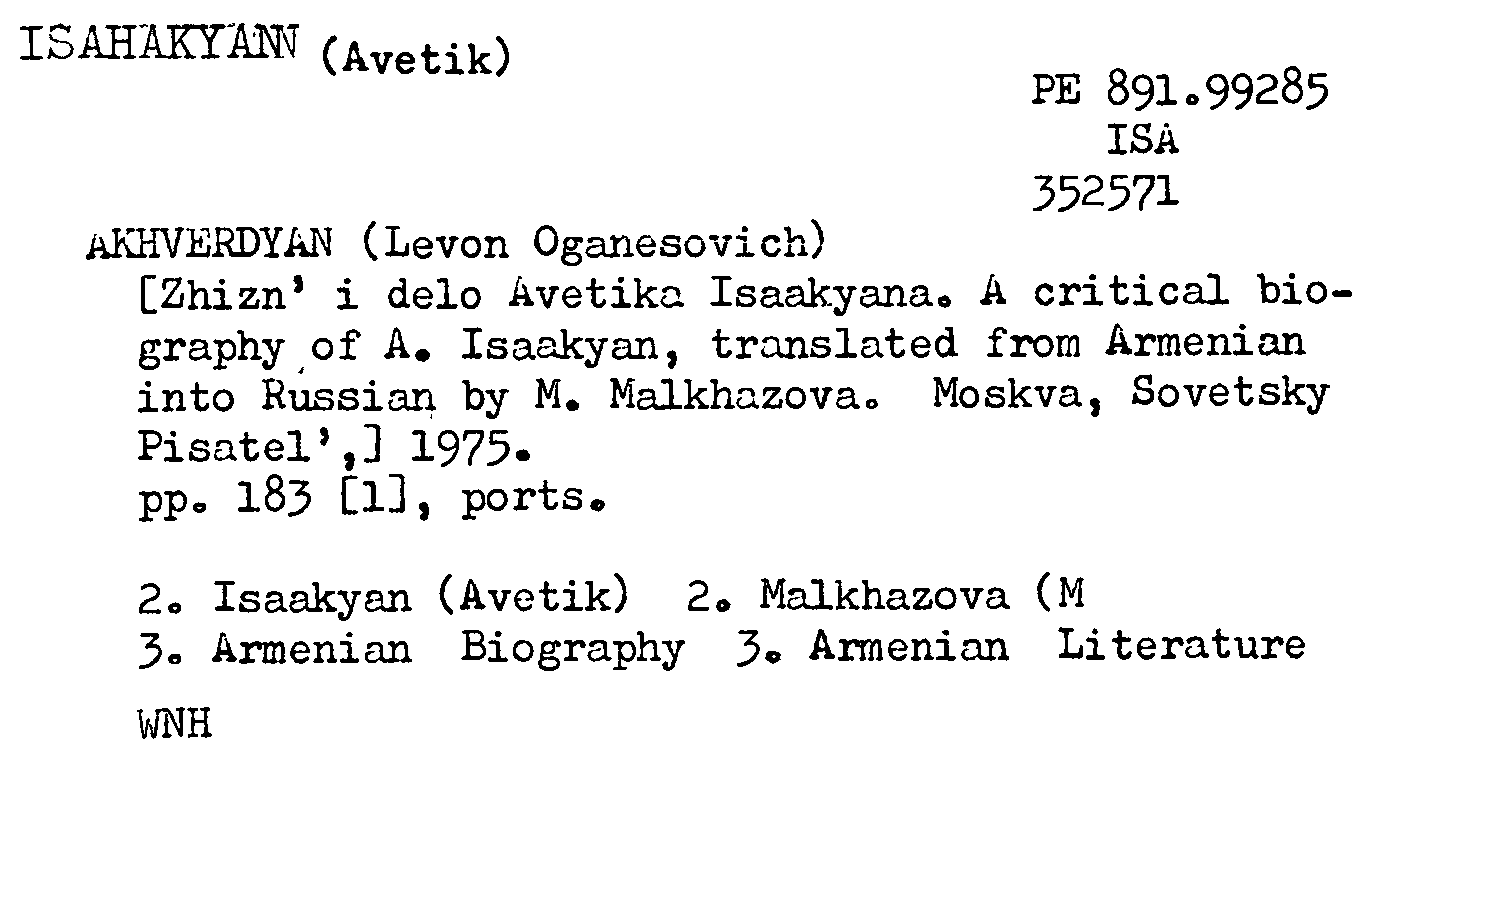 ISAHAKYANN (Avetik)
PE 891.99285
ISA
352571
AKHVERDYAN (Levon Oganesovich)
[Zhizn' i delo Avetika Isaakyana. A critical bio-
graphy of A. Isaakyan, translated from Armenian
into Russian by M. Malkhazova. Moskva, Sovetsky
Pisatel',] 1975.
pp. 183 [1], ports.
2. Isaakyan (Avetik) 2. Malkhazova (M
3. Armenian Biography 3. Armenian Literature
WNH